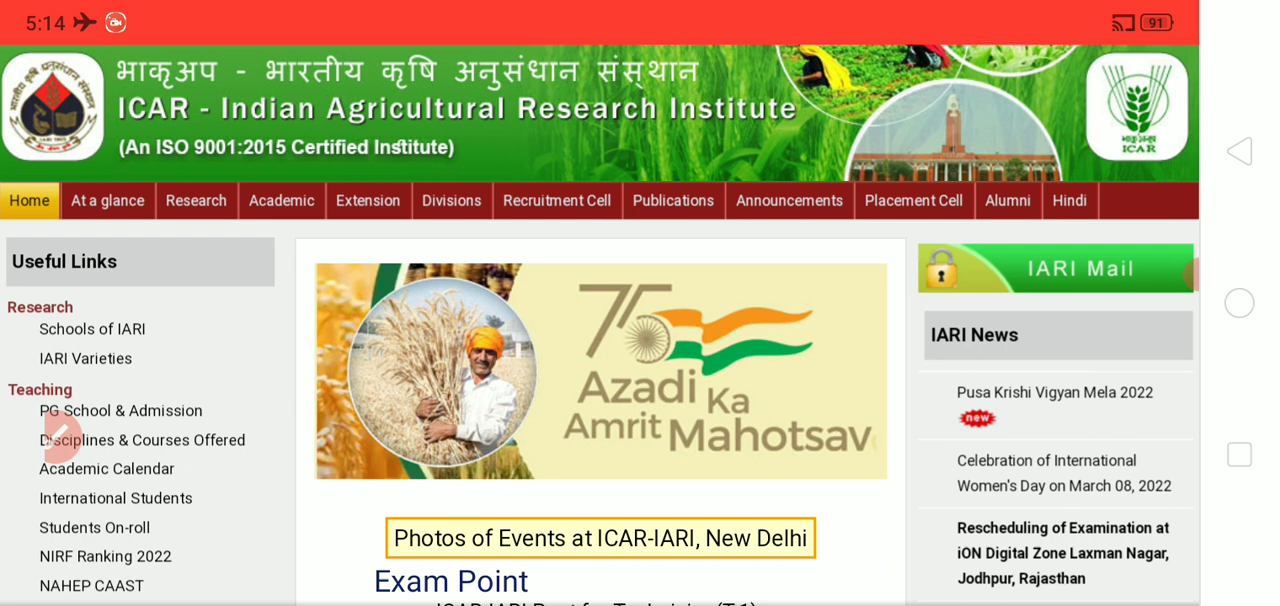 5:14
91
भाकृअप - भारतीय कृषि अनुसंधान संस्थान
ICAR - Indian Agricultural Research Institute
(An ISO 9001:2015 Certified Institute)
ICAR
Home At a glance Research Academic Extension Divisions Recruitment Cell Publications Announcements Placement Cell Alumni Hindi
Useful Links
Research
Schools of IARI
IARI Varieties
Teaching
PG School & Admission
Disciplines & Courses Offered
Academic Calendar
International Students
Students On-roll
NIRF Ranking 2022
NAHEP CAAST
75
Azadi Ka
Amrit Mahotsav
Photos of Events at ICAR-IARI, New Delhi
Exam Point
IARI Mail
IARI News
Pusa Krishi Vigyan Mela 2022
new
Celebration of International
Women's Day on March 08, 2022
Rescheduling of Examination at
iON Digital Zone Laxman Nagar,
Jodhpur, Rajasthan